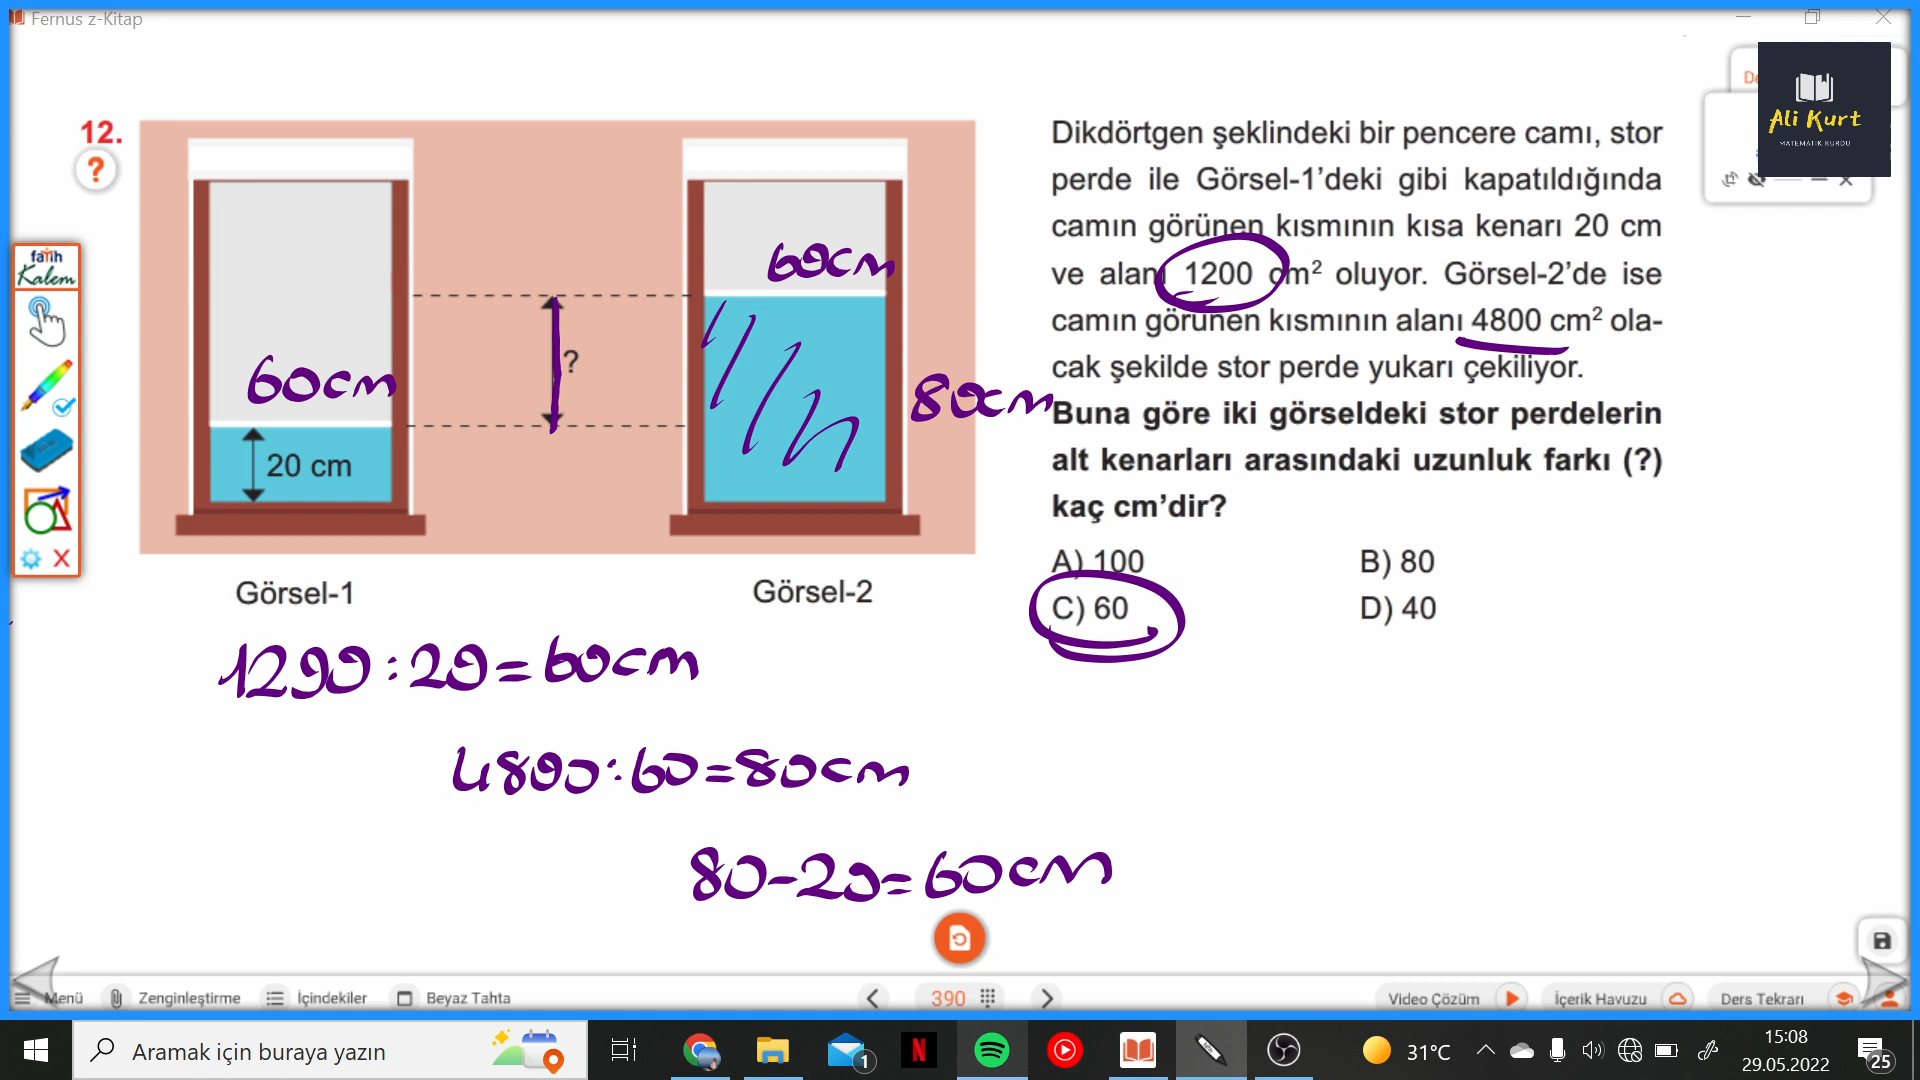 Fernus z-Kitap
De
Ali Kurt
MATEMATİK KURDU
12.
?
fatih
Kalem
60cm
20 cm
?
60cm
80cm
Görsel-1
Görsel-2
Dikdörtgen şeklindeki bir pencere camı, stor
perde ile Görsel-1’deki gibi kapatıldığında
camın görünen kısmının kısa kenarı 20 cm
ve alanı 1200 cm² oluyor. Görsel-2’de ise
camın görünen kısmının alanı 4800 cm² ola-
cak şekilde stor perde yukarı çekiliyor.
Buna göre iki görseldeki stor perdelerin
alt kenarları arasındaki uzunluk farkı (?)
kaç cm’dir?
A) 100 B) 80
C) 60 D) 40
1200:20=60cm
4800:60=80cm
80-20=60cm
Menü Zenginleştirme İçindekiler Beyaz Tahta 390 Video Çözüm İçerik Havuzu Ders Tekrarı
Aramak için buraya yazın 1 N 31°C 15:08
29.05.2022 25